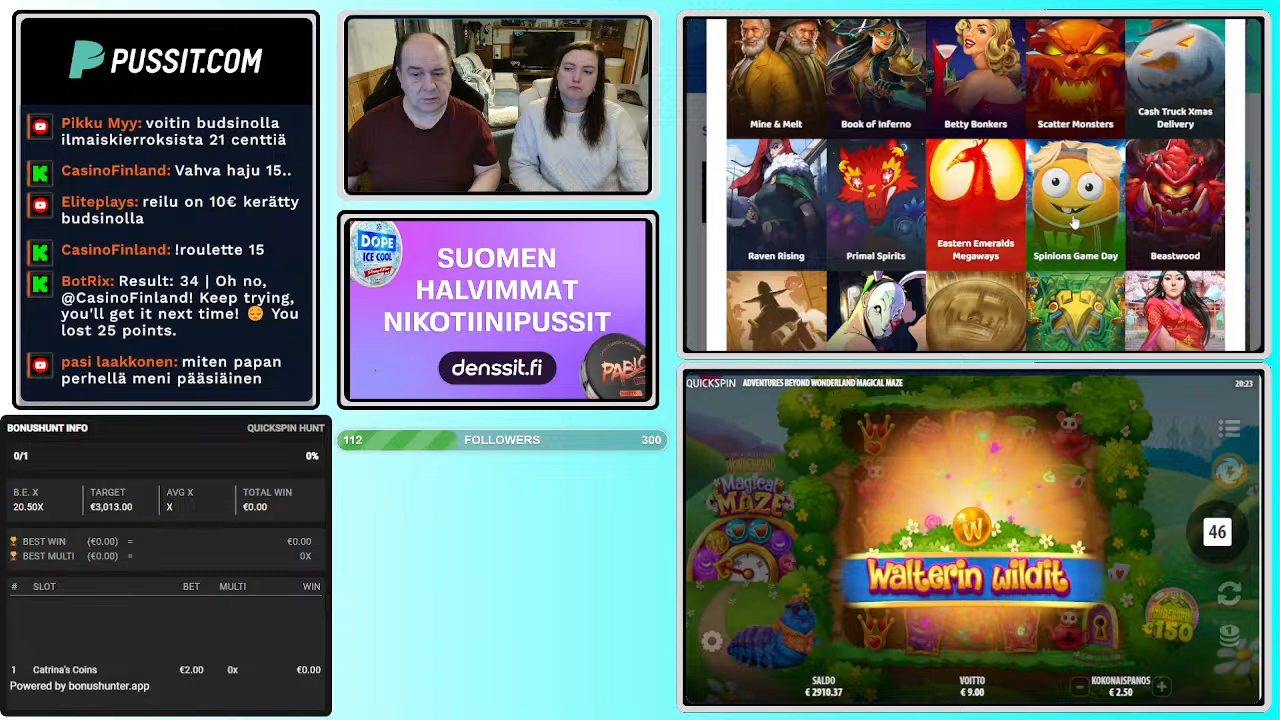 PUSSIT.COM
Pikku Myy: voitin budsinolla
ilmaiskierroksista 21 centtiä
CasinoFinland: Vahva haju 15..
Eliteplays: reilu on 10€ kerätty
budsinolla
CasinoFinland: !roulette 15
BotRix: Result: 34 | Oh no,
@CasinoFinland! Keep trying,
you'll get it next time! 😔 You
lost 25 points.
pasi laakkonen: miten papan
perhellä meni pääsiäinen
BONUSHUNT INFO
QUICKSPIN HUNT
0/1
0%
B.E. X
TARGET
AVG X
TOTAL WIN
20.50X
€3,013.00
X
€0.00
BEST WIN (€0.00) = €0.00
BEST MULTI (€0.00) = 0X
# SLOT BET MULTI WIN
1 Catrina's Coins €2.00 0x €0.00
Powered by bonushunter.app
DOPE
ICE COOL
SUOMEN
HALVIMMAT
NIKOTIINIPUSSIT
denssit.fi
PABLO
112 FOLLOWERS 300
Mine & Melt
Book of Inferno
Betty Bonkers
Scatter Monsters
Cash Truck Xmas
Delivery
Raven Rising
Primal Spirits
Eastern Emeralds
Megaways
Spinions Game Day
Beastwood
QUICKSPIN ADVENTURES BEYOND WONDERLAND MAGICAL MAZE
20:23
WONDERLAND
Magical
MAZE
W
Walterin wildit
46
€150
SALDO
€ 2910.37
VOITTO
€ 9.00
KOKONAISPANOS
€ 2.50